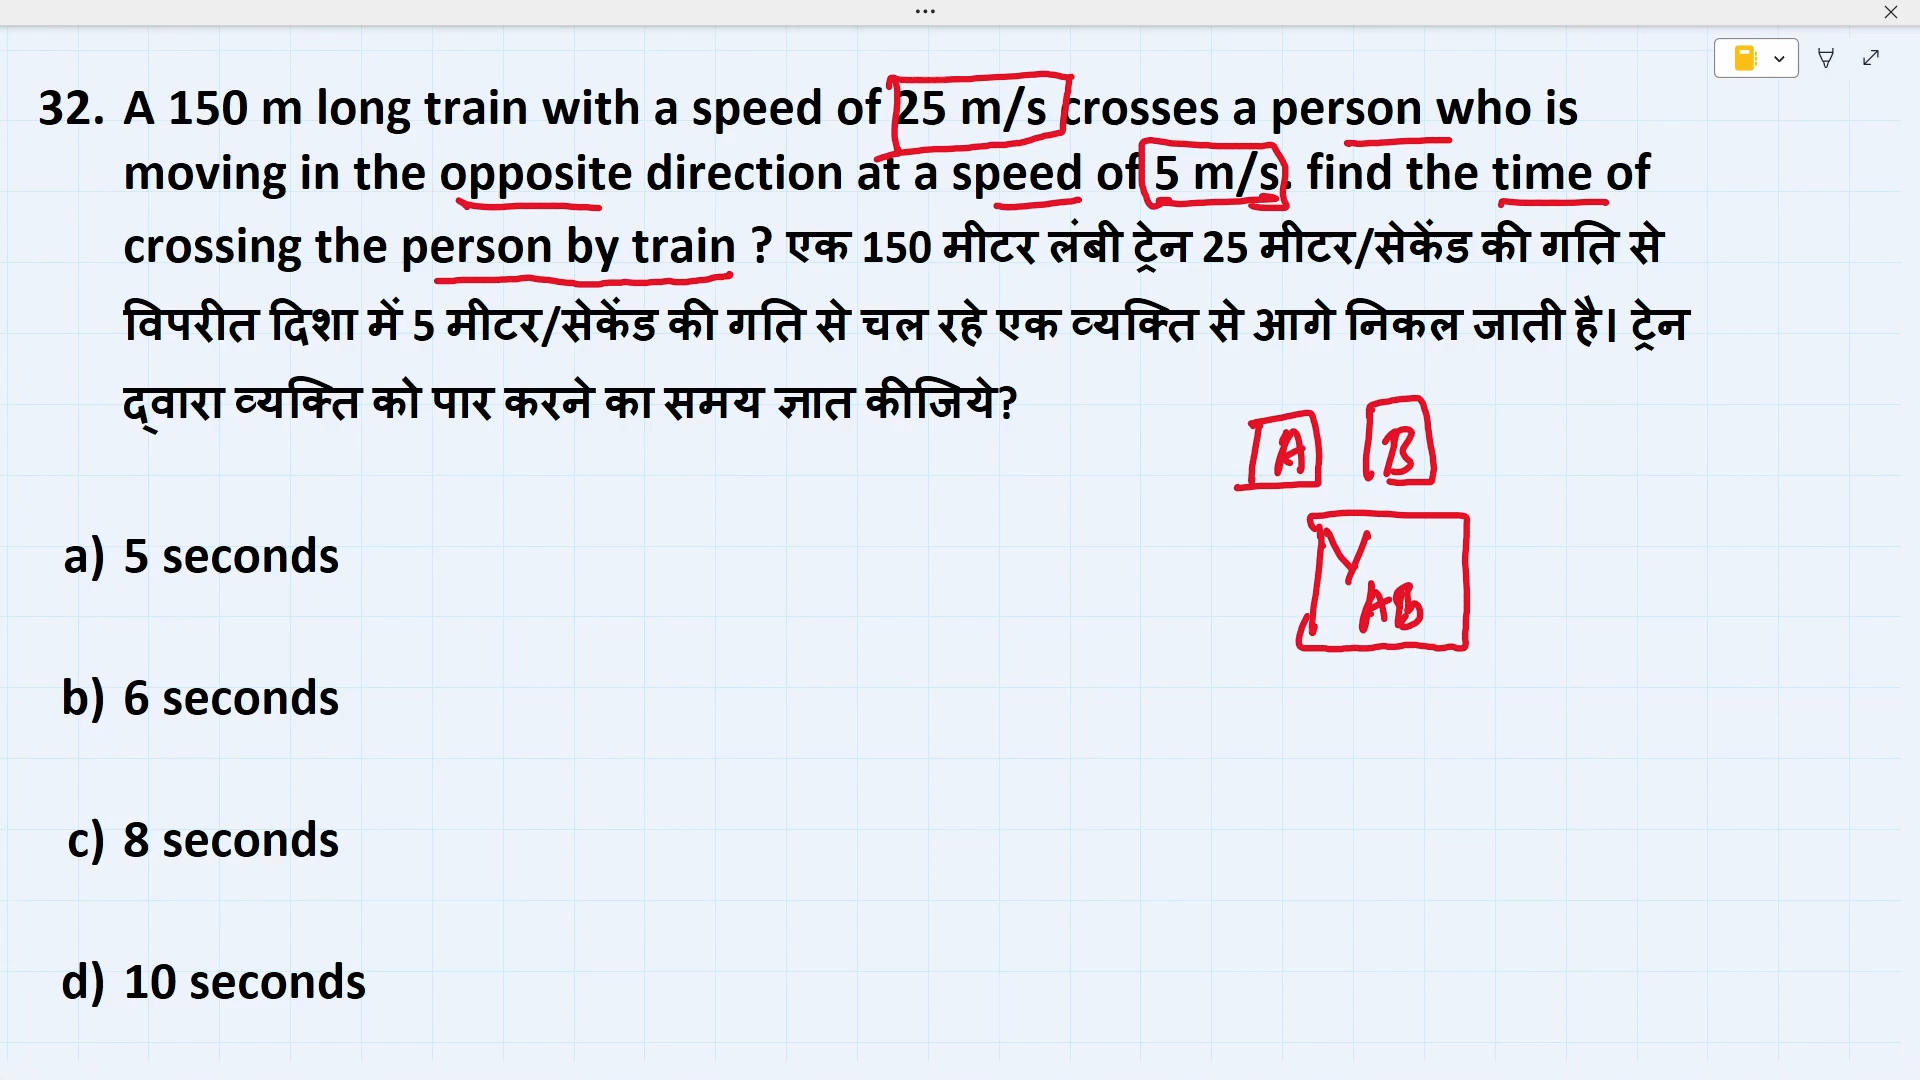 32. A 150 m long train with a speed of 25 m/s crosses a person who is
moving in the opposite direction at a speed of 5 m/s. find the time of
crossing the person by train ? एक 150 मीटर लंबी ट्रेन 25 मीटर/सेकेंड की गति से
विपरीत दिशा में 5 मीटर/सेकेंड की गति से चल रहे एक व्यक्ति से आगे निकल जाती है। ट्रेन
द्वारा व्यक्ति को पार करने का समय ज्ञात कीजिये?
A B
Y
AB
a) 5 seconds
b) 6 seconds
c) 8 seconds
d) 10 seconds